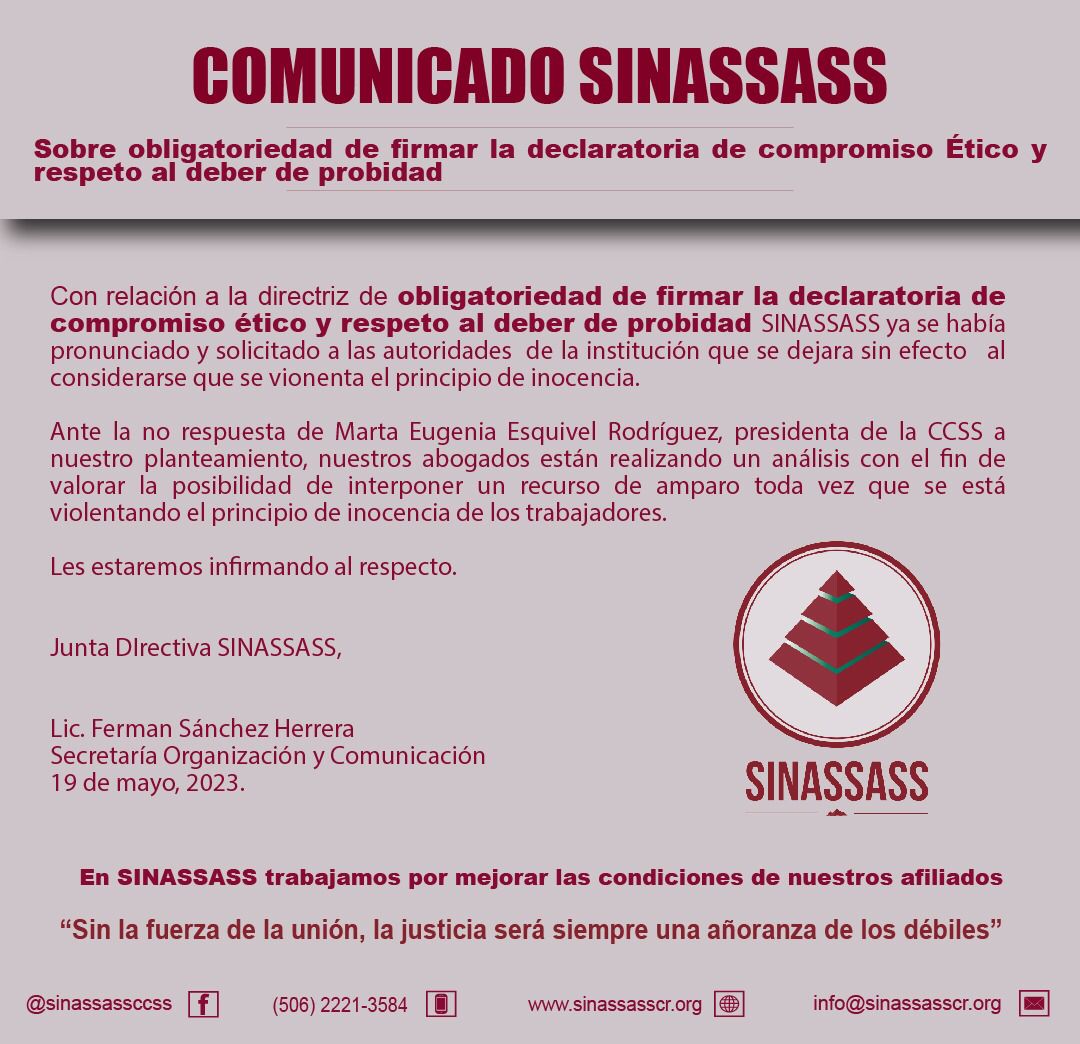 COMUNICADO SINASSASS
Sobre obligatoriedad de firmar la declaratoria de compromiso Ético y
respeto al deber de probidad
Con relación a la directriz de obligatoriedad de firmar la declaratoria de
compromiso ético y respeto al deber de probidad SINASSASS ya se había
pronunciado y solicitado a las autoridades de la institución que se dejara sin efecto al
considerarse que se vionenta el principio de inocencia.
Ante la no respuesta de Marta Eugenia Esquivel Rodríguez, presidenta de la CCSS a
nuestro planteamiento, nuestros abogados están realizando un análisis con el fin de
valorar la posibilidad de interponer un recurso de amparo toda vez que se está
violentando el principio de inocencia de los trabajadores.
Les estaremos infirmando al respecto.
Junta DIrectiva SINASSASS,
Lic. Ferman Sánchez Herrera
Secretaría Organización y Comunicación
19 de mayo, 2023.
SINASSASS
En SINASSASS trabajamos por mejorar las condiciones de nuestros afiliados
“Sin la fuerza de la unión, la justicia será siempre una añoranza de los débiles”
@sinassassccss (506) 2221-3584 www.sinassasscr.org info@sinassasscr.org